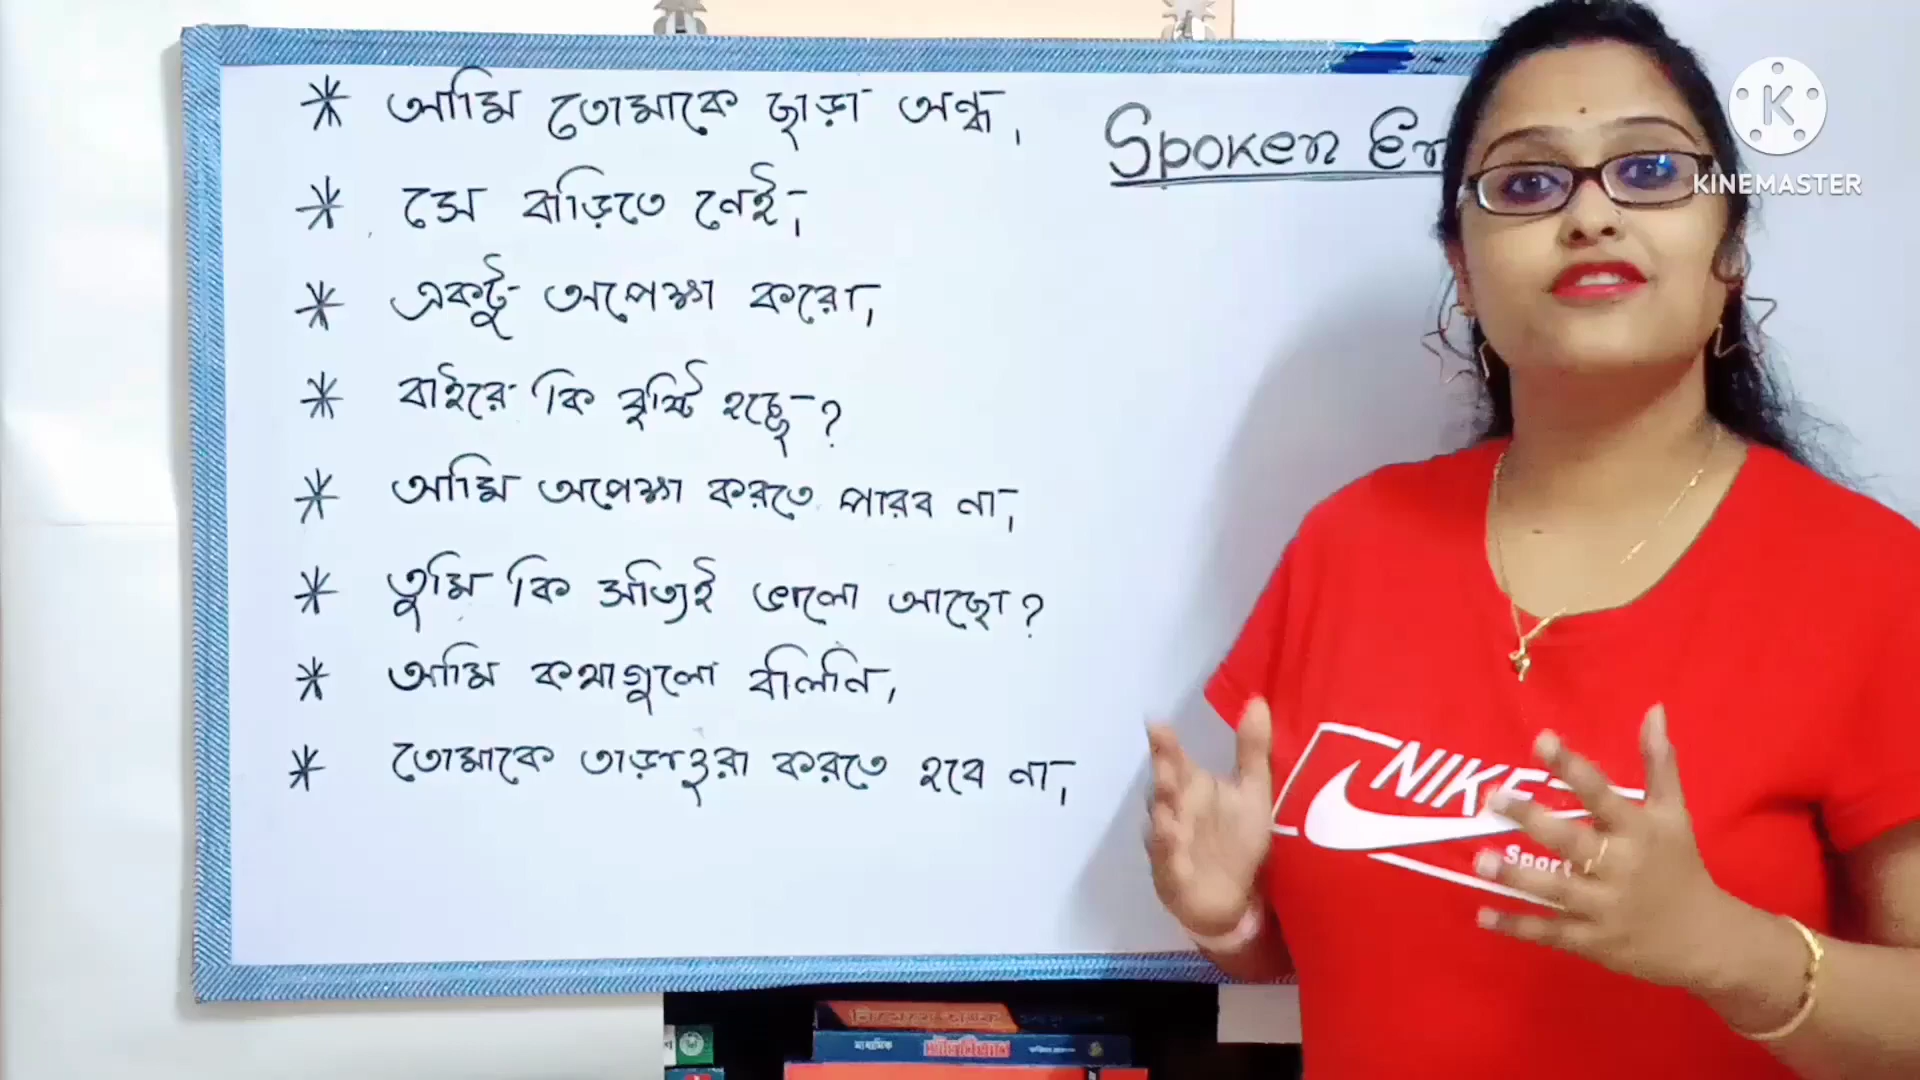 * আমি তোমাকে ছাড়া অন্ধ।
* সে বাড়িতে নেই।
* একটু অপেক্ষা করো।
* বাইরে কি বৃষ্টি হচ্ছে?
* আমি অপেক্ষা করতে পারব না।
* তুমি কি সত্যিই ভালো আছো?
* আমি কথাগুলো বলিনি।
* তোমাকে তাড়াহুরা করতে হবে না।
Spoken En
K
KINEMASTER
NIKE
Sport
মাধ্যমিক